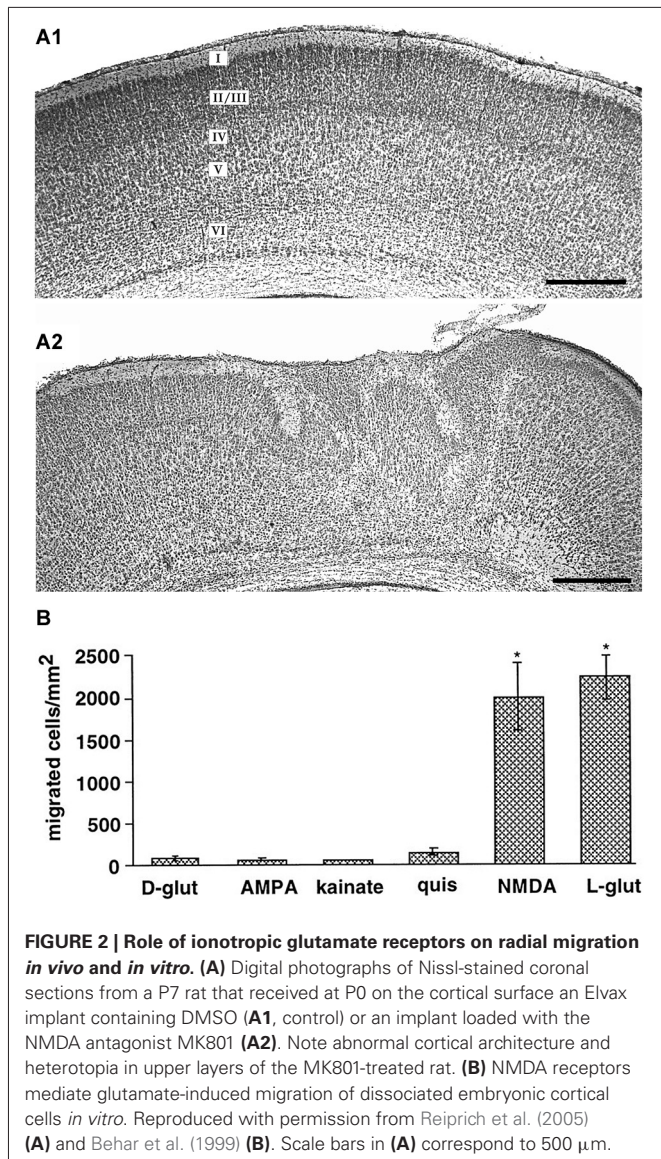 A1
I
II/III
IV
V
VI
A2
B
migrated cells/mm2
2500
2000
1500
1000
500
0
* *
D-glut AMPA kainate quis NMDA L-glut
FIGURE 2 | Role of ionotropic glutamate receptors on radial migration
in vivo and in vitro. (A) Digital photographs of Nissl-stained coronal
sections from a P7 rat that received at P0 on the cortical surface an Elvax
implant containing DMSO (A1, control) or an implant loaded with the
NMDA antagonist MK801 (A2). Note abnormal cortical architecture and
heterotopia in upper layers of the MK801-treated rat. (B) NMDA receptors
mediate glutamate-induced migration of dissociated embryonic cortical
cells in vitro. Reproduced with permission from Reiprich et al. (2005)
(A) and Behar et al. (1999) (B). Scale bars in (A) correspond to 500 μm.